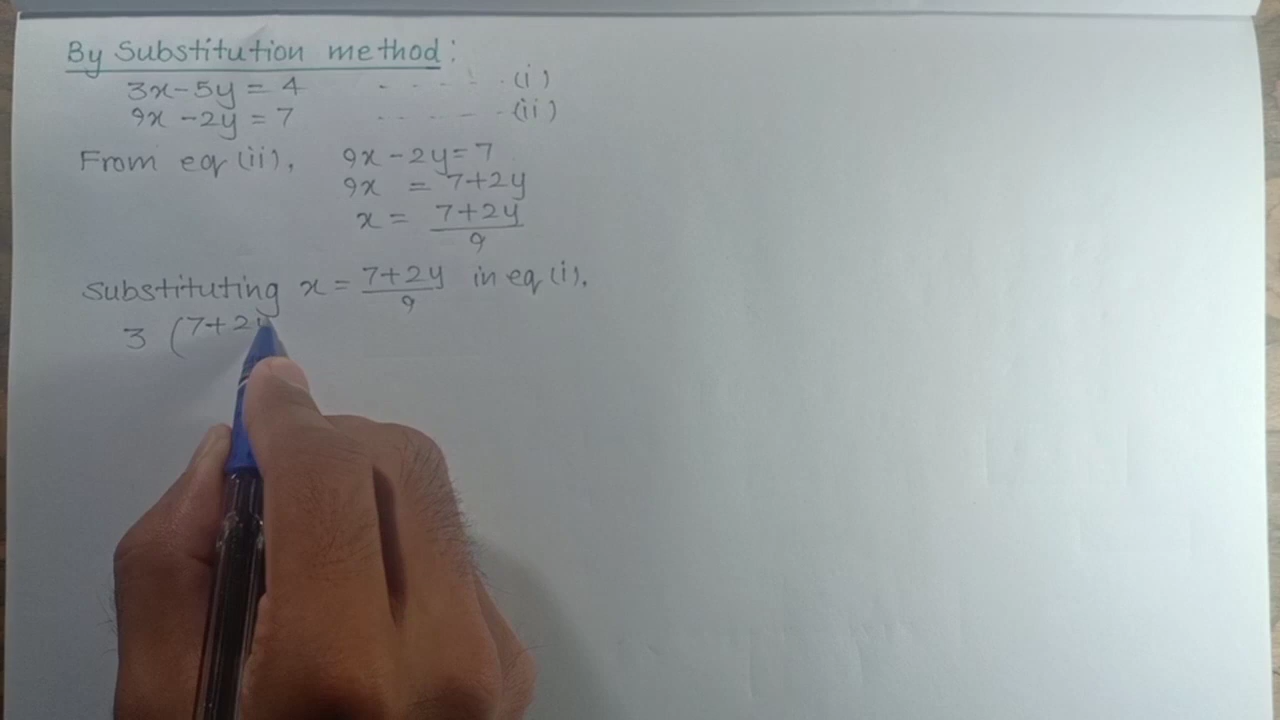 By Substitution method:
3x-5y = 4 - - - - - - (i)
9x -2y = 7 - - - - - - (ii)
From eq (ii), 9x - 2y = 7
9x = 7+2y
x = 7+2y
9
Substituting x = 7+2y in eq (i),
9
3 (7+2